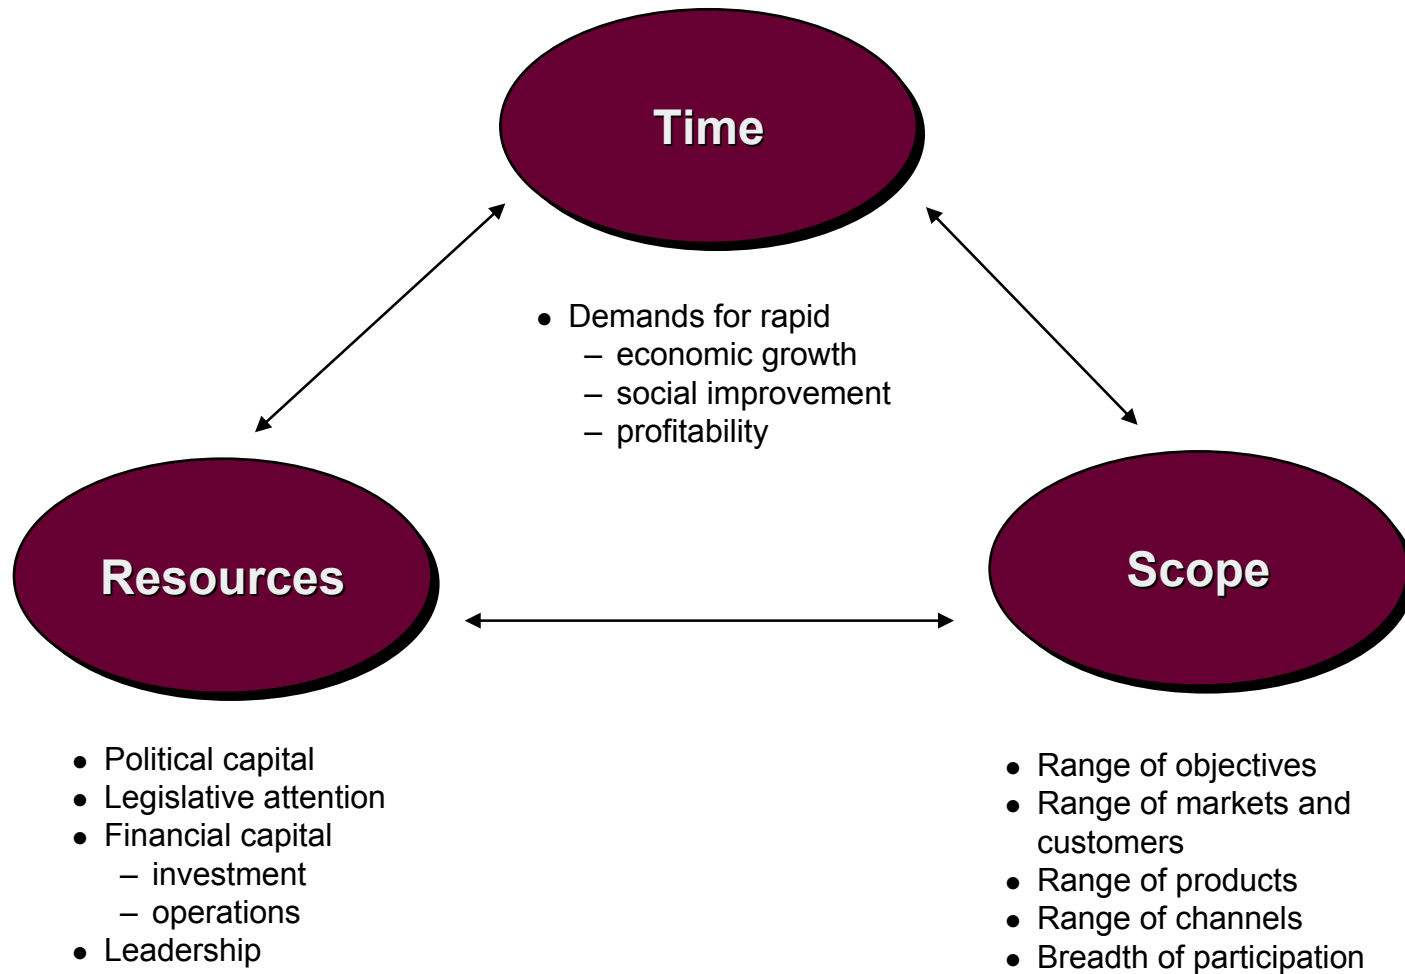 Time
● Demands for rapid
– economic growth
– social improvement
– profitability
Resources
Scope
● Political capital
● Legislative attention
● Financial capital
– investment
– operations
● Leadership
● Range of objectives
● Range of markets and
customers
● Range of products
● Range of channels
● Breadth of participation